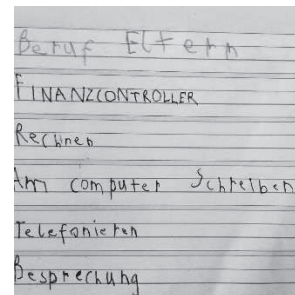 Beruf Eltern
FINANZCONTROLLER
Rechnen
Am computer Schreiben
Telefonieren
Besprechung